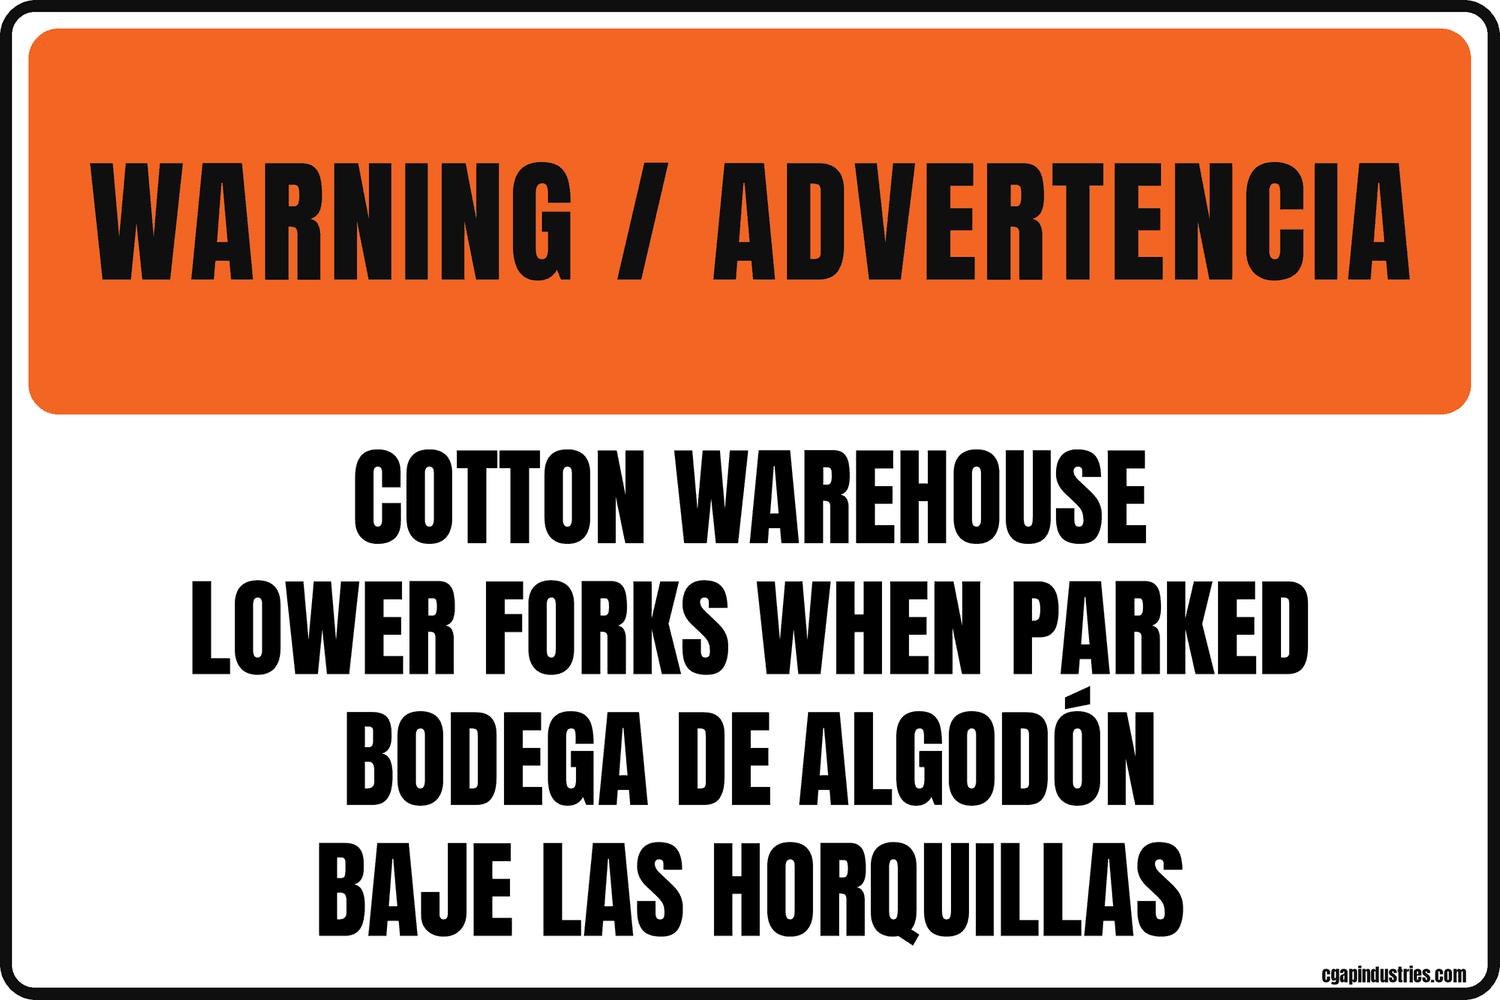 WARNING / ADVERTENCIA
COTTON WAREHOUSE
LOWER FORKS WHEN PARKED
BODEGA DE ALGODÓN
BAJE LAS HORQUILLAS
cgapindustries.com